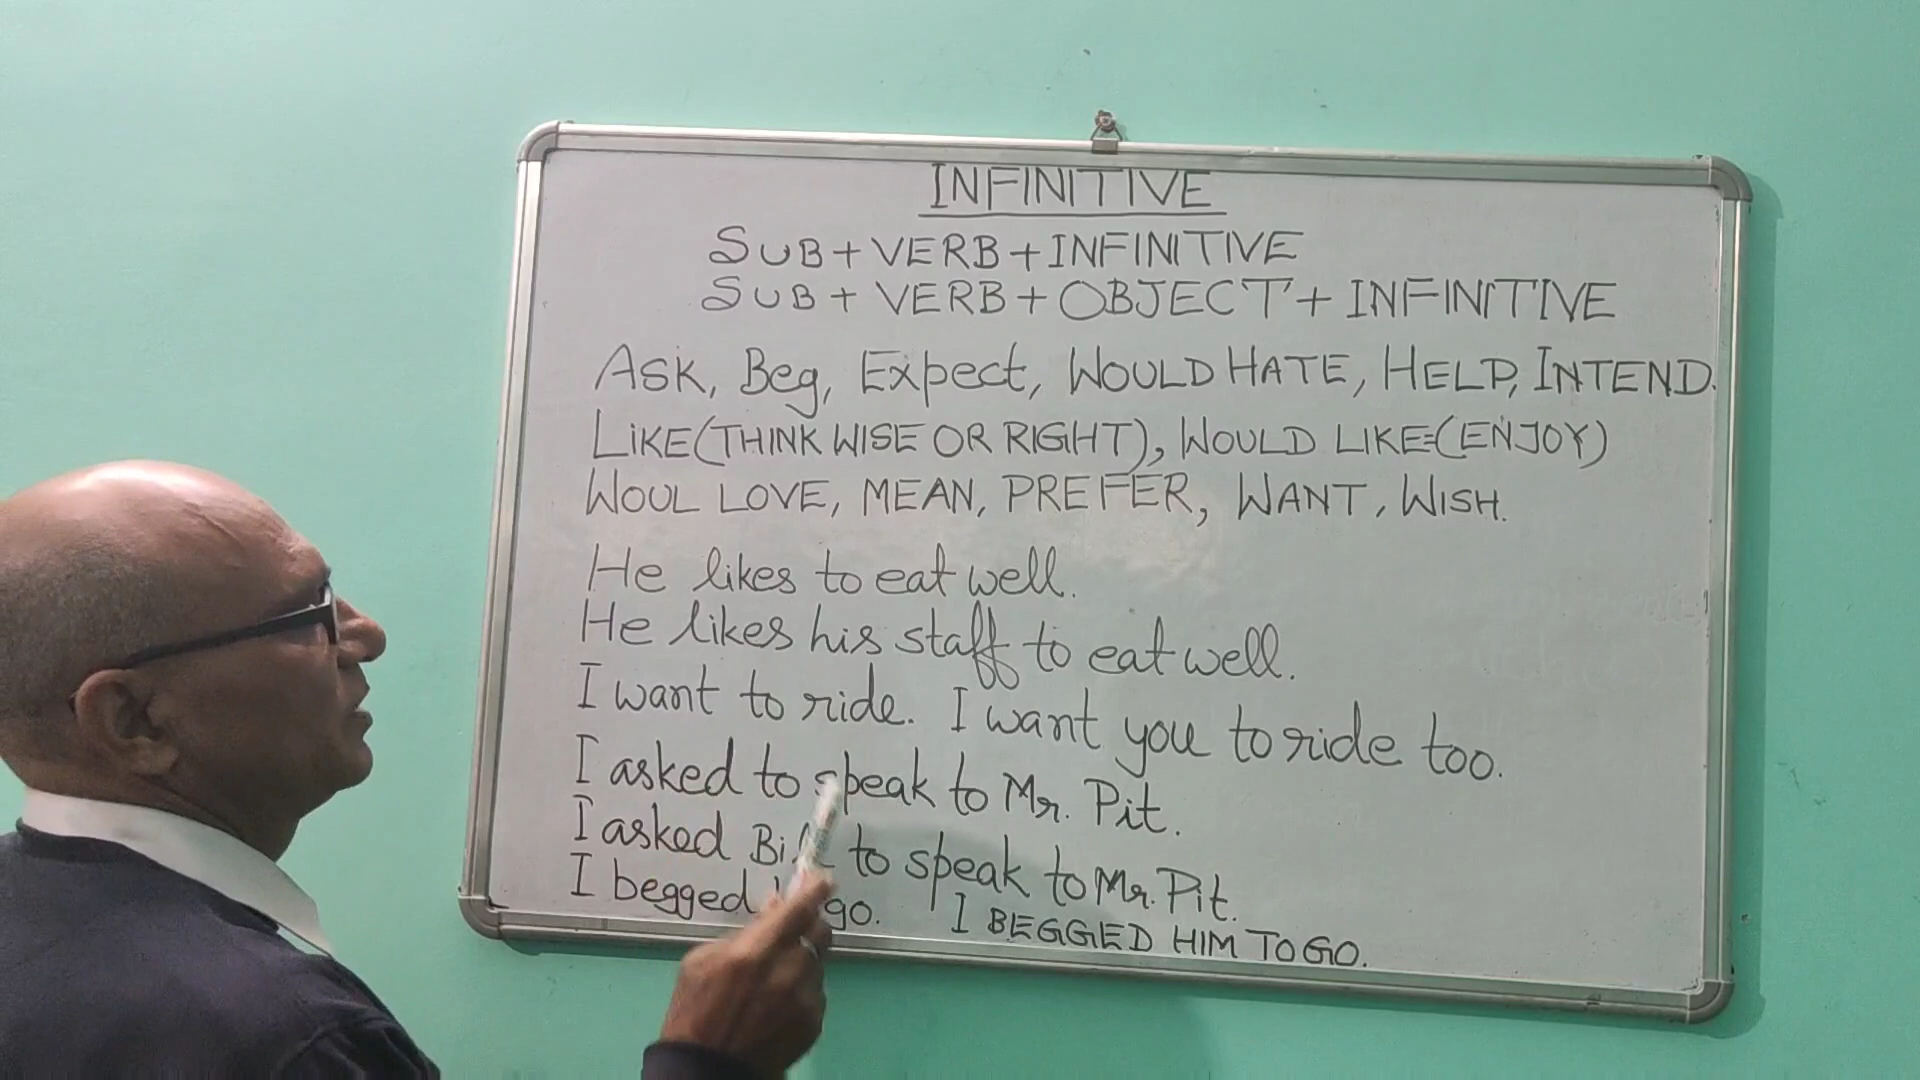 INFINITIVE
SUB + VERB + INFINITIVE
SUB + VERB + OBJECT + INFINITIVE
ASK, Beg, Expect, WOULD HATE, HELP, INTEND.
LIKE (THINK WISE OR RIGHT), WOULD LIKE=(ENJOY)
WOUL LOVE, MEAN, PREFER, WANT, WISH.
He likes to eat well.
He likes his staff to eat well.
I want to ride. I want you to ride too.
I asked to speak to Mr. Pit.
I asked to speak to Mr. Pit.
I begged go. I BEGGED HIM TO GO.